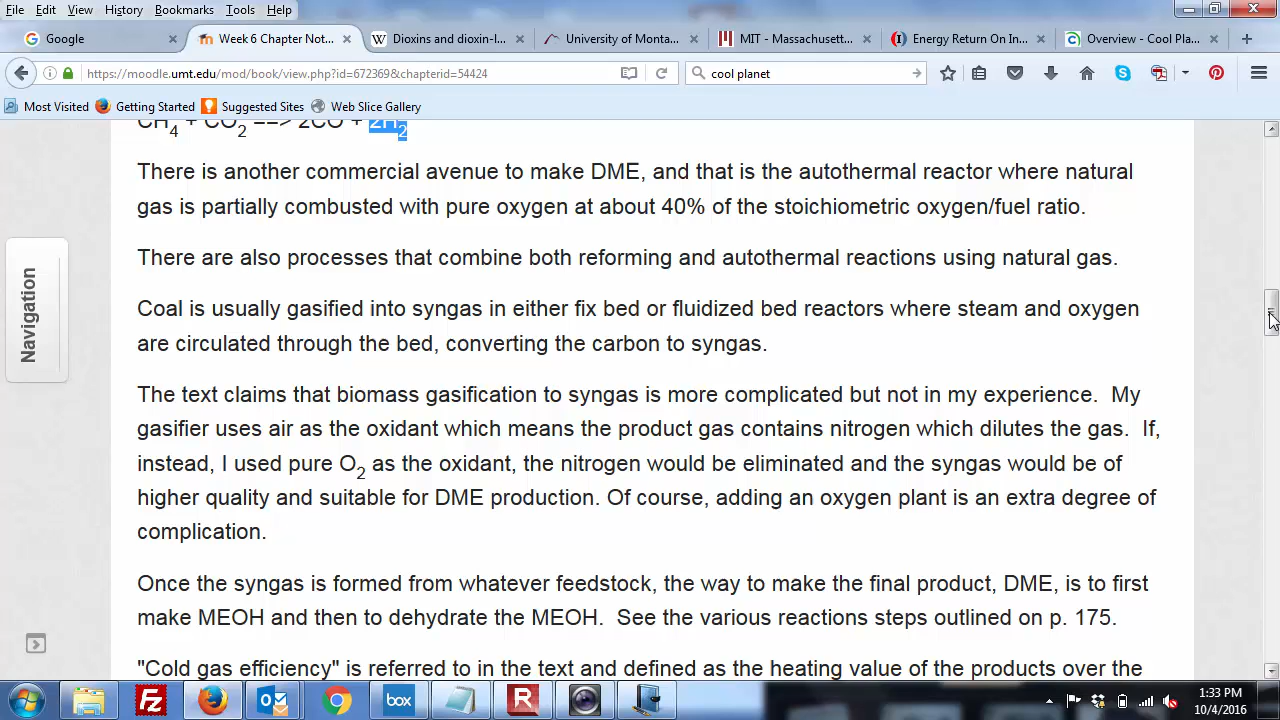 File Edit View History Bookmarks Tools Help
Google × Week 6 Chapter Not... × Dioxins and dioxin-l... × University of Monta... × MIT - Massachusett... × Energy Return On In... × Overview - Cool Pla... × +
https://moodle.umt.edu/mod/book/view.php?id=672369&chapterid=54424 cool planet
Most Visited Getting Started Suggested Sites Web Slice Gallery
CH4 + CO2 ==> 2CO + 2H2
There is another commercial avenue to make DME, and that is the autothermal reactor where natural
gas is partially combusted with pure oxygen at about 40% of the stoichiometric oxygen/fuel ratio.
There are also processes that combine both reforming and autothermal reactions using natural gas.
Coal is usually gasified into syngas in either fix bed or fluidized bed reactors where steam and oxygen
are circulated through the bed, converting the carbon to syngas.
The text claims that biomass gasification to syngas is more complicated but not in my experience. My
gasifier uses air as the oxidant which means the product gas contains nitrogen which dilutes the gas. If,
instead, I used pure O2 as the oxidant, the nitrogen would be eliminated and the syngas would be of
higher quality and suitable for DME production. Of course, adding an oxygen plant is an extra degree of
complication.
Once the syngas is formed from whatever feedstock, the way to make the final product, DME, is to first
make MEOH and then to dehydrate the MEOH. See the various reactions steps outlined on p. 175.
"Cold gas efficiency" is referred to in the text and defined as the heating value of the products over the
Navigation
box
1:33 PM
10/4/2016